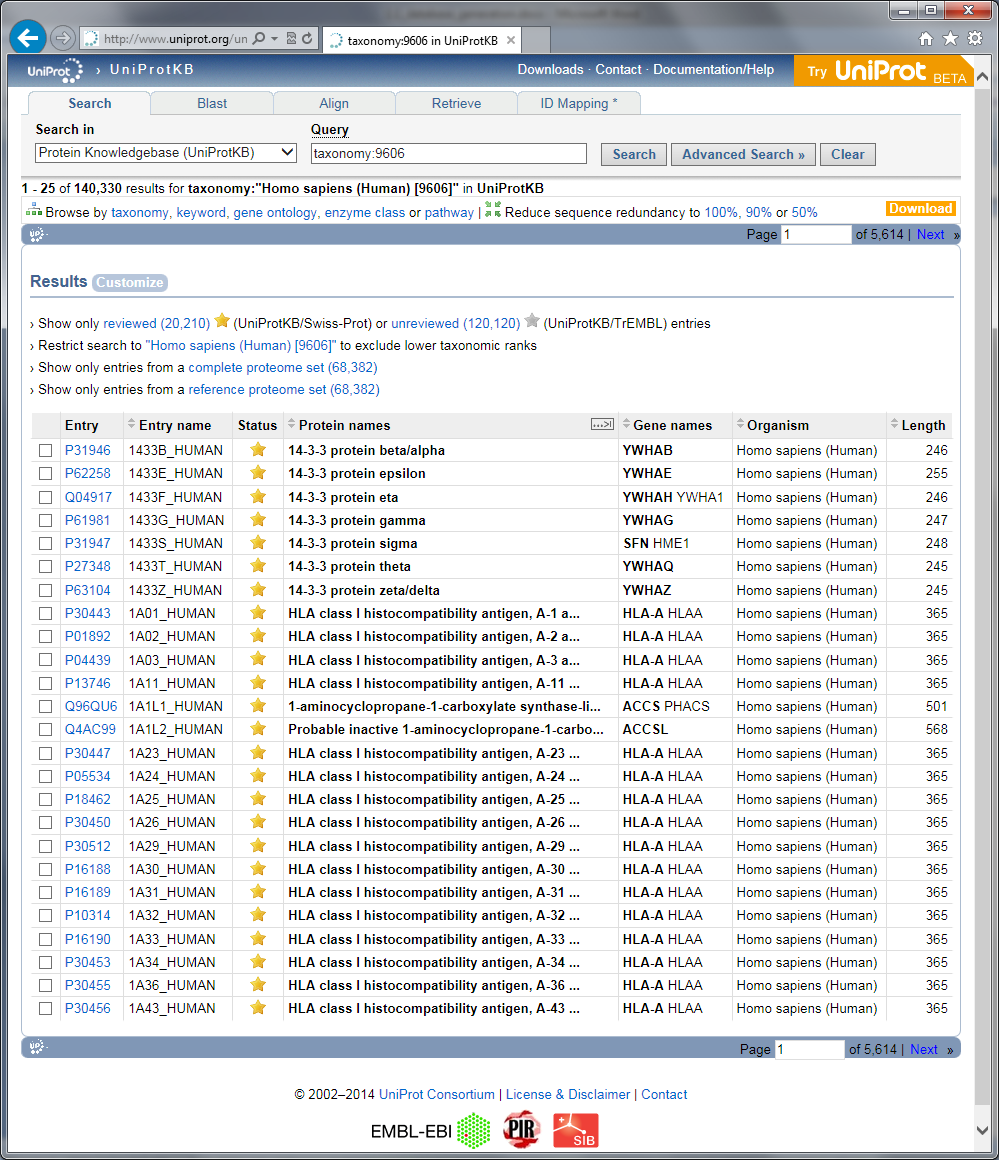 http://www.uniprot.org/un
taxonomy:9606 in UniProtKB
UniProt › UniProtKB Downloads · Contact · Documentation/Help Try UniProt BETA
Search Blast Align Retrieve ID Mapping *
Search in Query
Protein Knowledgebase (UniProtKB) taxonomy:9606 Search Advanced Search » Clear
1 - 25 of 140,330 results for taxonomy:"Homo sapiens (Human) [9606]" in UniProtKB
Browse by taxonomy, keyword, gene ontology, enzyme class or pathway | Reduce sequence redundancy to 100%, 90% or 50% Download
Page 1 of 5,614 | Next »
Results Customize
› Show only reviewed (20,210) (UniProtKB/Swiss-Prot) or unreviewed (120,120) (UniProtKB/TrEMBL) entries
› Restrict search to "Homo sapiens (Human) [9606]" to exclude lower taxonomic ranks
› Show only entries from a complete proteome set (68,382)
› Show only entries from a reference proteome set (68,382)
Entry Entry name Status Protein names Gene names Organism Length
P31946 1433B_HUMAN 14-3-3 protein beta/alpha YWHAB Homo sapiens (Human) 246
P62258 1433E_HUMAN 14-3-3 protein epsilon YWHAE Homo sapiens (Human) 255
Q04917 1433F_HUMAN 14-3-3 protein eta YWHAH YWHA1 Homo sapiens (Human) 246
P61981 1433G_HUMAN 14-3-3 protein gamma YWHAG Homo sapiens (Human) 247
P31947 1433S_HUMAN 14-3-3 protein sigma SFN HME1 Homo sapiens (Human) 248
P27348 1433T_HUMAN 14-3-3 protein theta YWHAQ Homo sapiens (Human) 245
P63104 1433Z_HUMAN 14-3-3 protein zeta/delta YWHAZ Homo sapiens (Human) 245
P30443 1A01_HUMAN HLA class I histocompatibility antigen, A-1 a... HLA-A HLAA Homo sapiens (Human) 365
P01892 1A02_HUMAN HLA class I histocompatibility antigen, A-2 a... HLA-A HLAA Homo sapiens (Human) 365
P04439 1A03_HUMAN HLA class I histocompatibility antigen, A-3 a... HLA-A HLAA Homo sapiens (Human) 365
P13746 1A11_HUMAN HLA class I histocompatibility antigen, A-11 ... HLA-A HLAA Homo sapiens (Human) 365
Q96QU6 1A1L1_HUMAN 1-aminocyclopropane-1-carboxylate synthase-li... ACCS PHACS Homo sapiens (Human) 501
Q4AC99 1A1L2_HUMAN Probable inactive 1-aminocyclopropane-1-carbo... ACCSL Homo sapiens (Human) 568
P30447 1A23_HUMAN HLA class I histocompatibility antigen, A-23 ... HLA-A HLAA Homo sapiens (Human) 365
P05534 1A24_HUMAN HLA class I histocompatibility antigen, A-24 ... HLA-A HLAA Homo sapiens (Human) 365
P18462 1A25_HUMAN HLA class I histocompatibility antigen, A-25 ... HLA-A HLAA Homo sapiens (Human) 365
P30450 1A26_HUMAN HLA class I histocompatibility antigen, A-26 ... HLA-A HLAA Homo sapiens (Human) 365
P30512 1A29_HUMAN HLA class I histocompatibility antigen, A-29 ... HLA-A HLAA Homo sapiens (Human) 365
P16188 1A30_HUMAN HLA class I histocompatibility antigen, A-30 ... HLA-A HLAA Homo sapiens (Human) 365
P16189 1A31_HUMAN HLA class I histocompatibility antigen, A-31 ... HLA-A HLAA Homo sapiens (Human) 365
P10314 1A32_HUMAN HLA class I histocompatibility antigen, A-32 ... HLA-A HLAA Homo sapiens (Human) 365
P16190 1A33_HUMAN HLA class I histocompatibility antigen, A-33 ... HLA-A HLAA Homo sapiens (Human) 365
P30453 1A34_HUMAN HLA class I histocompatibility antigen, A-34 ... HLA-A HLAA Homo sapiens (Human) 365
P30455 1A36_HUMAN HLA class I histocompatibility antigen, A-36 ... HLA-A HLAA Homo sapiens (Human) 365
P30456 1A43_HUMAN HLA class I histocompatibility antigen, A-43 ... HLA-A HLAA Homo sapiens (Human) 365
Page 1 of 5,614 | Next »
© 2002–2014 UniProt Consortium | License & Disclaimer | Contact
EMBL-EBI PIR SIB